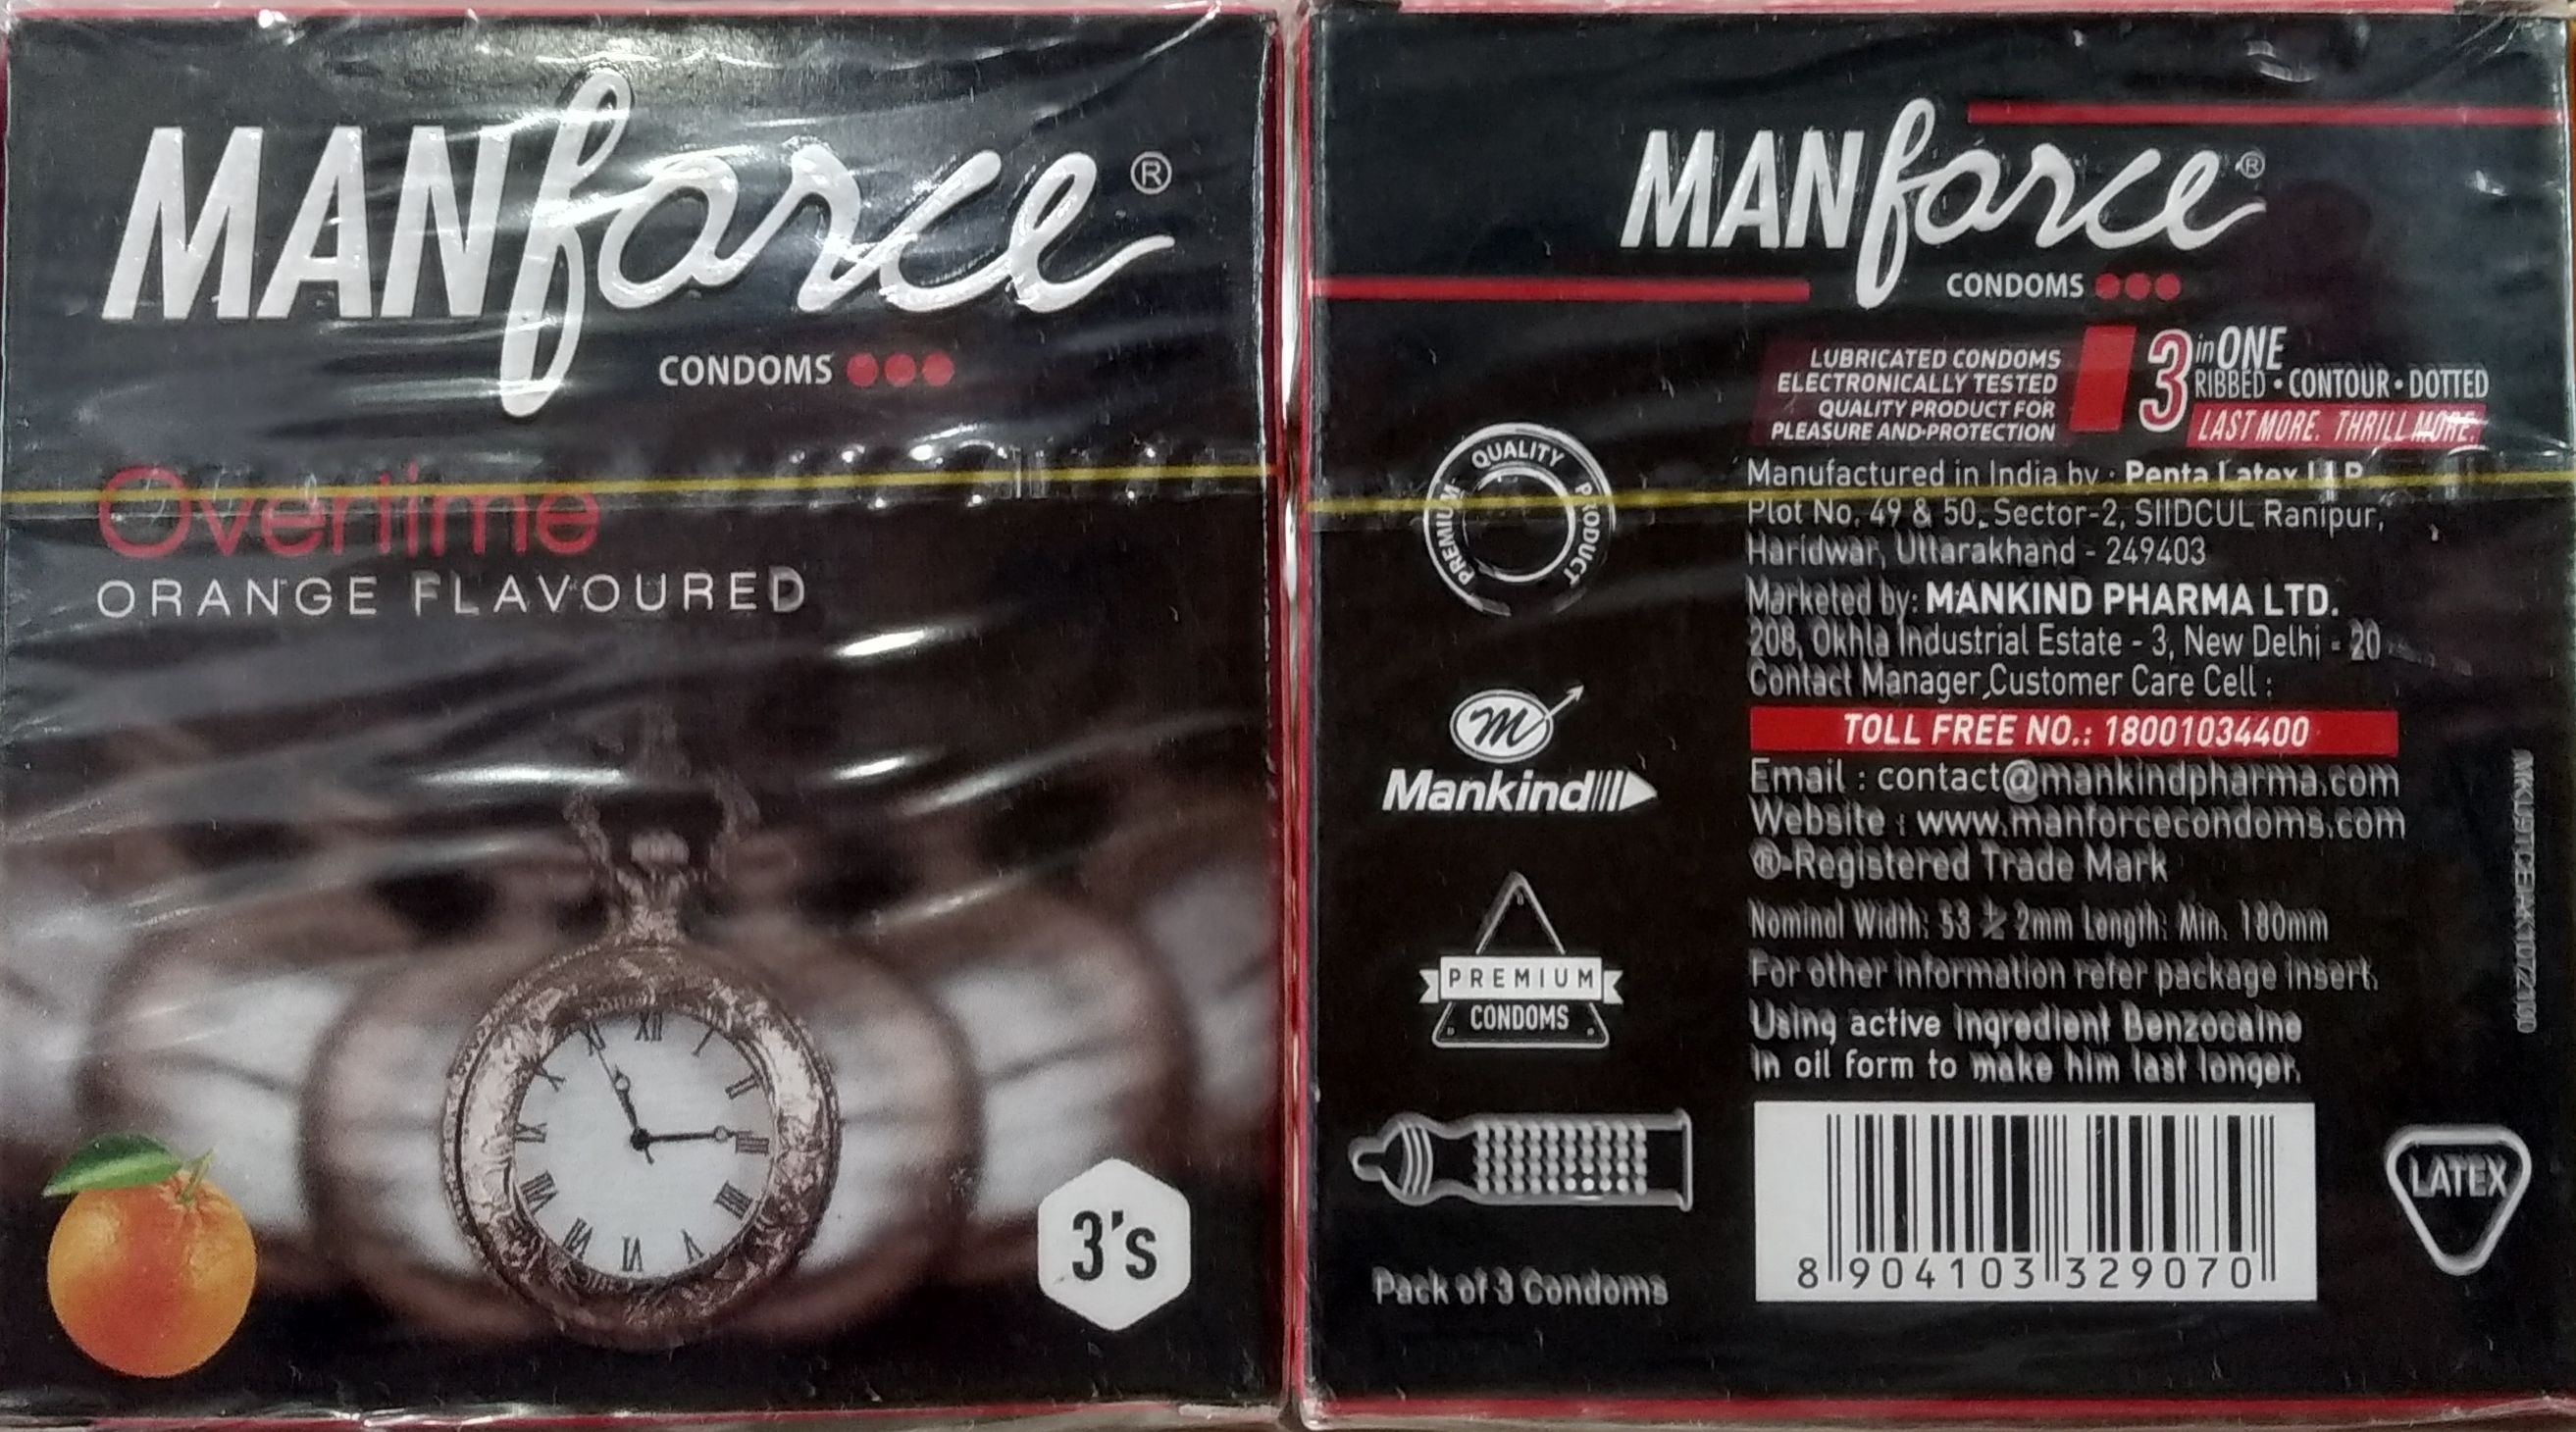 MANforce®
CONDOMS
Overtime
ORANGE FLAVOURED
XII
3's
MANforce®
CONDOMS
LUBRICATED CONDOMS
ELECTRONICALLY TESTED
QUALITY PRODUCT FOR
PLEASURE AND PROTECTION
3 in ONE
RIBBED • CONTOUR • DOTTED
LAST MORE. THRILL MORE.
PREMIUM QUALITY PRODUCT
Manufactured in India by : Penta Latex LLP
Plot No. 49 & 50, Sector-2, SIIDCUL Ranipur,
Haridwar, Uttarakhand - 249403
Marketed by: MANKIND PHARMA LTD.
208, Okhla Industrial Estate - 3, New Delhi - 20
Contact Manager,Customer Care Cell :
TOLL FREE NO.: 18001034400
Email : contact@mankindpharma.com
Website : www.manforcecondoms.com
®-Registered Trade Mark
Nominal Width: 53 ± 2mm Length: Min. 180mm
For other information refer package insert.
Using active ingredient Benzocaine
in oil form to make him last longer.
m
Mankind
PREMIUM
CONDOMS
Pack of 3 Condoms
8 904103 329070
LATEX